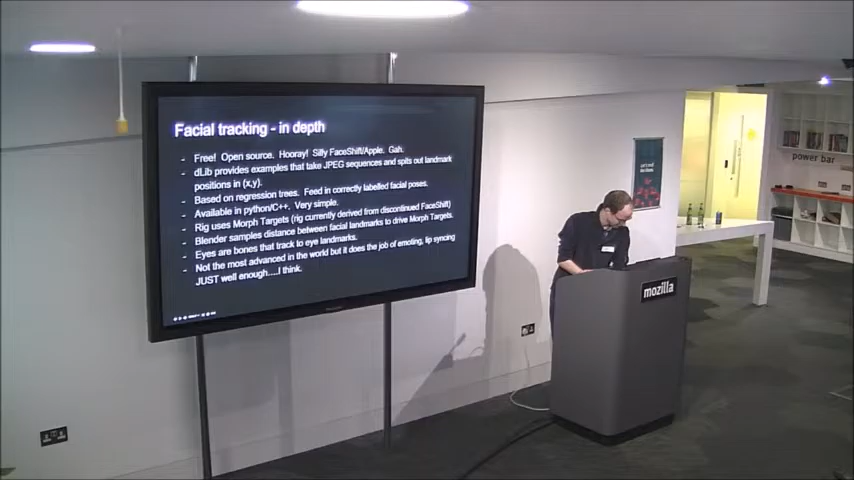 Facial tracking - in depth
- Free! Open source. Hooray! Silly FaceShift/Apple. Gah.
- dLib provides examples that take JPEG sequences and spits out landmark
positions in (x,y).
- Based on regression trees. Feed in correctly labelled facial poses.
- Available in python/C++. Very simple.
- Rig uses Morph Targets (rig currently derived from discontinued FaceShift)
- Blender samples distance between facial landmarks to drive Morph Targets.
- Eyes are bones that track to eye landmarks.
- Not the most advanced in the world but it does the job of emoting, lip syncing
JUST well enough....I think.
mozilla
power bar